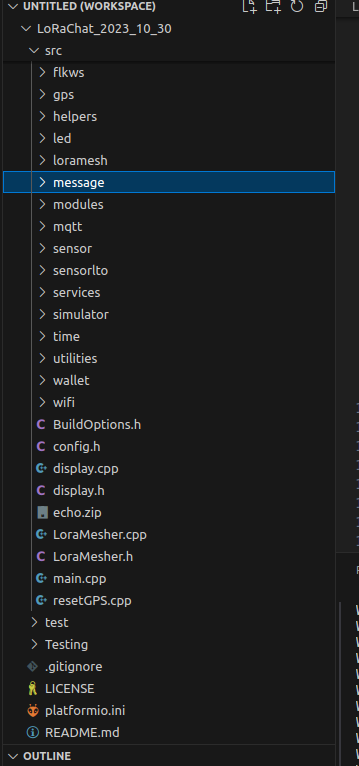 UNTITLED (WORKSPACE)
LoRaChat_2023_10_30
src
flkws
gps
helpers
led
loramesh
message
modules
mqtt
sensor
sensorlto
services
simulator
time
utilities
wallet
wifi
BuildOptions.h
config.h
display.cpp
display.h
echo.zip
LoraMesher.cpp
LoraMesher.h
main.cpp
resetGPS.cpp
test
Testing
.gitignore
LICENSE
platformio.ini
README.md
OUTLINE